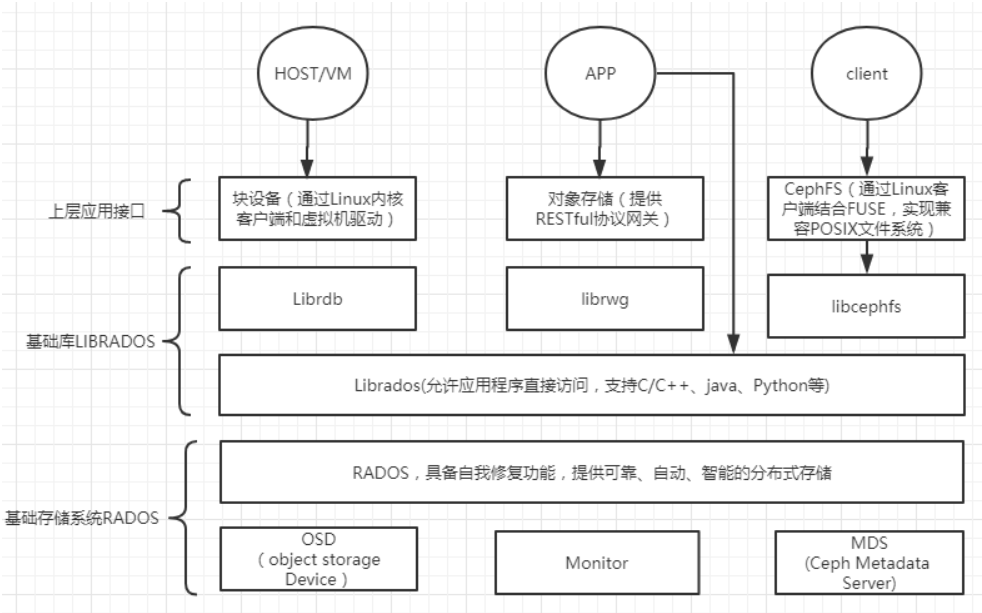 HOST/VM
APP
client
上层应用接口
块设备（通过Linux内核
客户端和虚拟机驱动）
对象存储（提供
RESTful协议网关）
CephFS（通过Linux客
户端结合FUSE，实现兼
容POSIX文件系统）
基础库LIBRADOS
Librdb
librwg
libcephfs
Librados(允许应用程序直接访问，支持C/C++、java、Python等)
基础存储系统RADOS
RADOS，具备自我修复功能，提供可靠、自动、智能的分布式存储
OSD
（object storage
Device）
Monitor
MDS
(Ceph Metadata
Server)